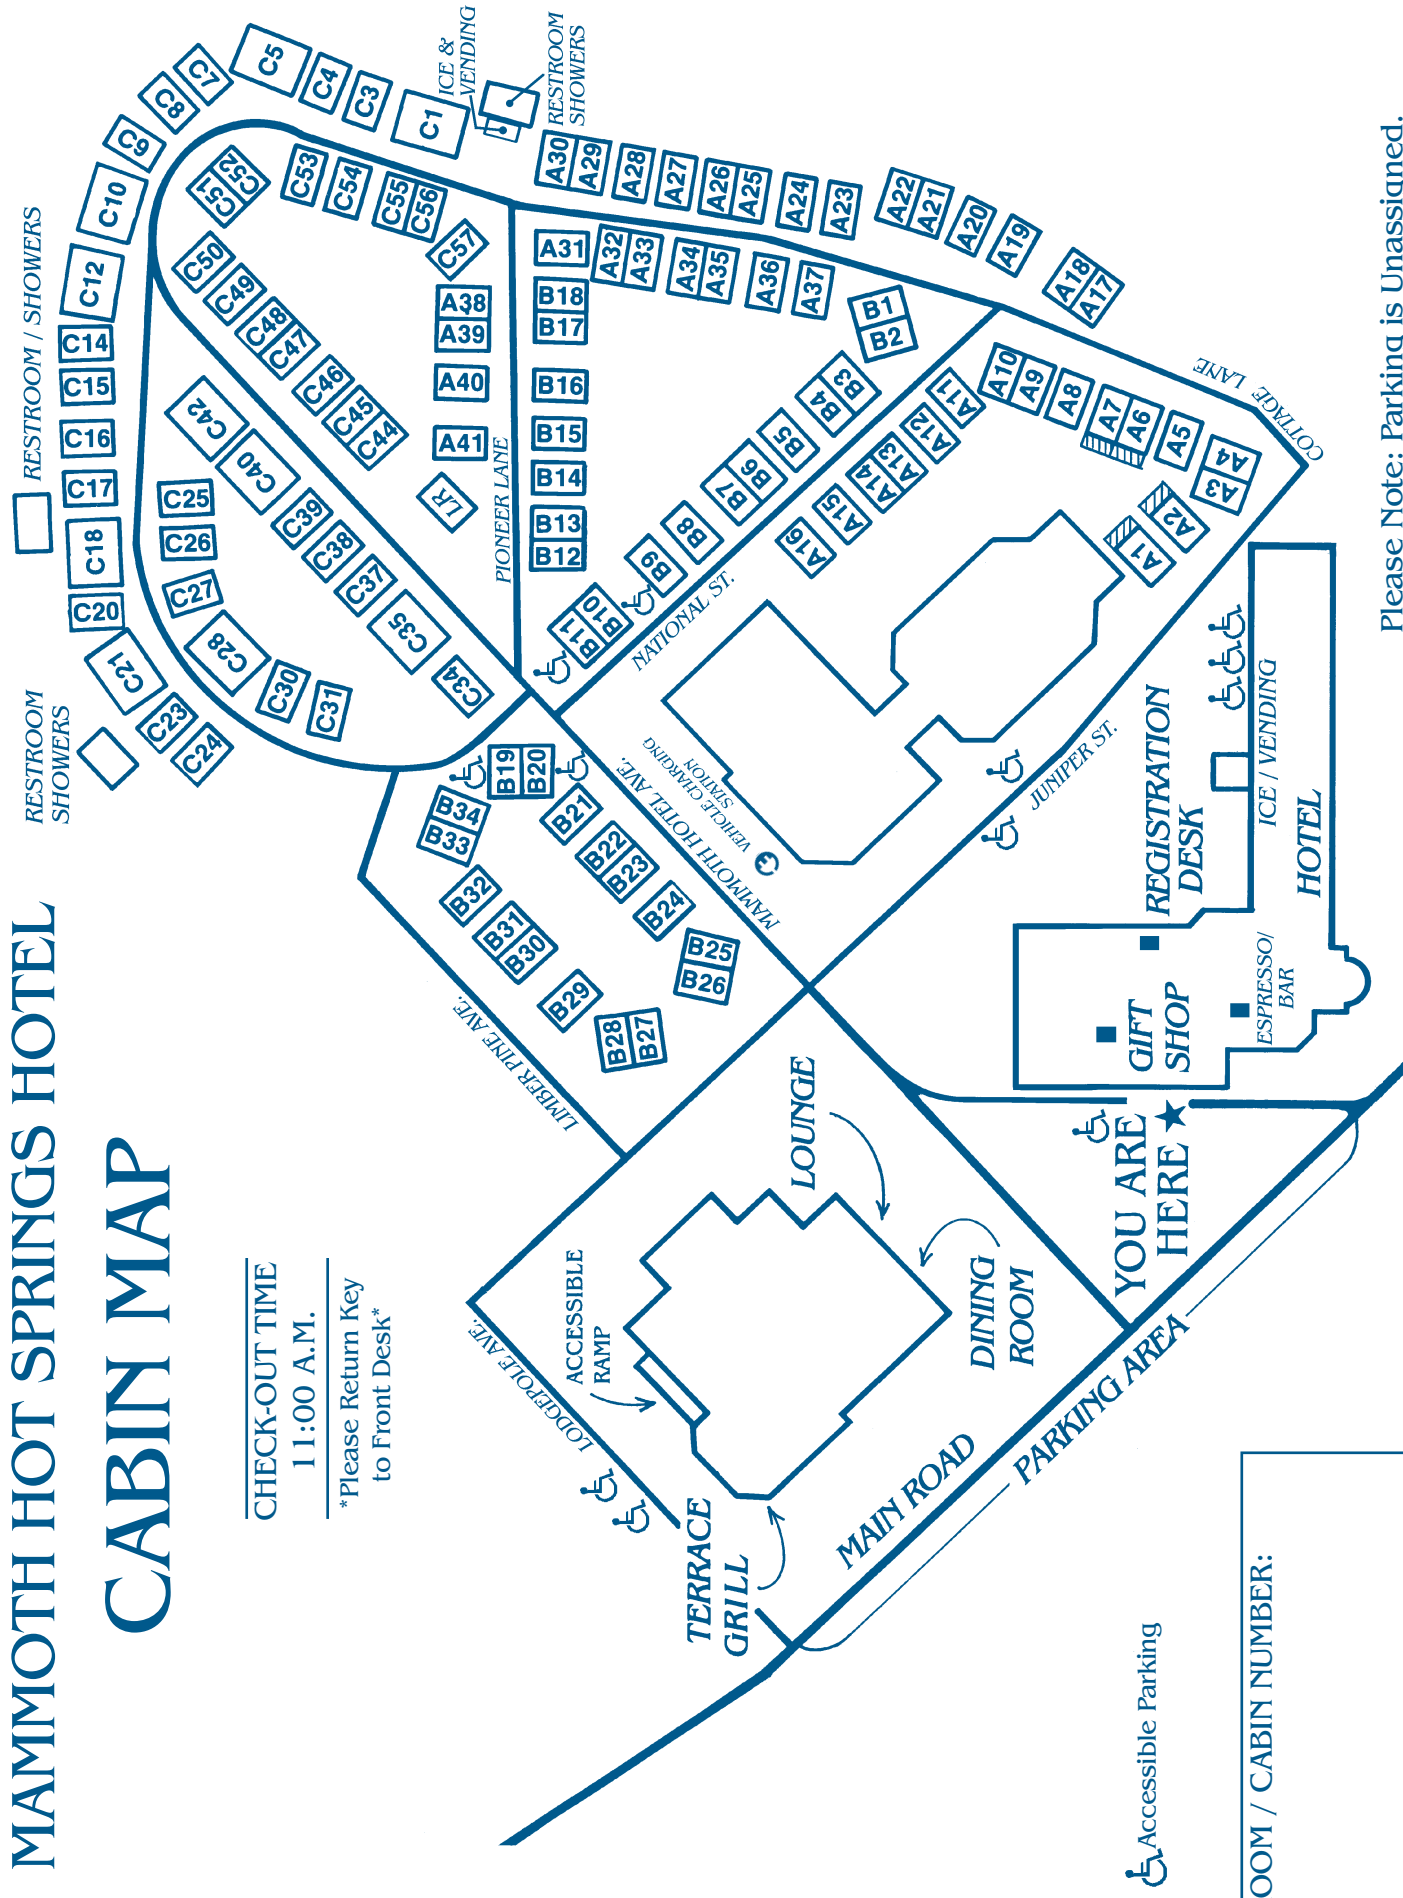 MAMMOTH HOT SPRINGS HOTEL
CABIN MAP
CHECK-OUT TIME
11:00 A.M.
*Please Return Key
to Front Desk*
RESTROOM
SHOWERS
RESTROOM / SHOWERS
C24
C23
C21
C20
C18
C17
C16
C15
C14
C12
C10
C9
C8
C7
C5
C4
C3
C1
ICE &
VENDING
RESTROOM
SHOWERS
C31
C30
C28
C27
C26
C25
C34
C35
C37
C38
C39
C40
C42
C44
C45
C46
C47
C48
C49
C50
C51
C52
C53
C54
C55
C56
C57
A38
A39
A40
A41
LR
PIONEER LANE
A31
B18
B17
B16
B15
B14
B13
B12
A30
A29
A28
A27
A26
A25
A24
A23
A22
A21
A20
A19
A18
A17
A32
A33
A34
A35
A36
A37
B1
B2
B3
B4
B5
B6
B7
B8
B9
B10
B11
NATIONAL ST.
A16
A15
A14
A13
A12
A11
A10
A9
A8
A7
A6
A5
A4
A3
A2
A1
COTTAGE LANE
B19
B20
B21
B22
B23
B24
B25
B26
B34
B33
B32
B31
B30
B29
B28
B27
LIMBER PINE AVE.
MAMMOTH HOTEL AVE.
VEHICLE CHARGING
STATION
JUNIPER ST.
REGISTRATION
DESK
ICE / VENDING
HOTEL
GIFT
SHOP
ESPRESSO/
BAR
YOU ARE
HERE
LOUNGE
DINING
ROOM
ACCESSIBLE
RAMP
LODGEPOLE AVE.
TERRACE
GRILL
MAIN ROAD
PARKING AREA
Accessible Parking
OOM / CABIN NUMBER:
Please Note: Parking is Unassigned.